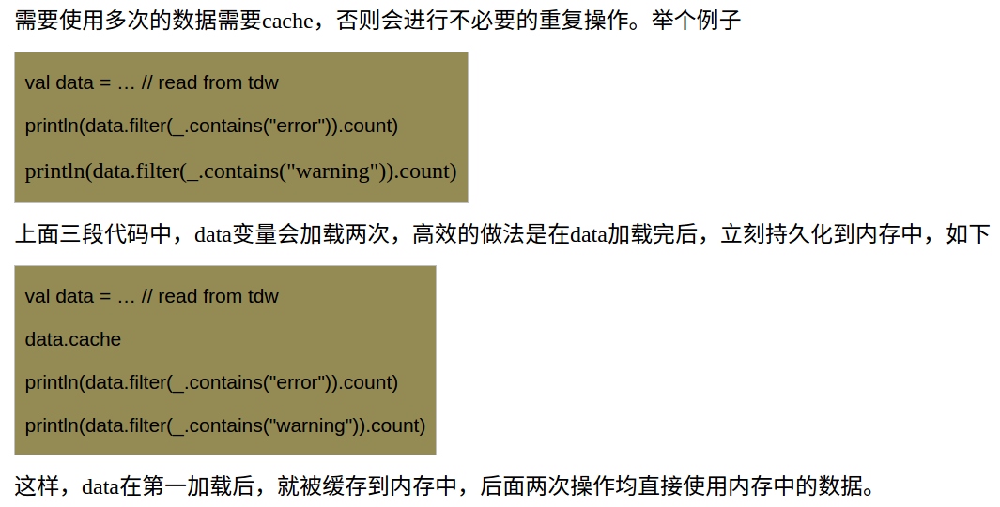 需要使用多次的数据需要cache，否则会进行不必要的重复操作。举个例子
val data = … // read from tdw
println(data.filter(_.contains("error")).count)
println(data.filter(_.contains("warning")).count)
上面三段代码中，data变量会加载两次，高效的做法是在data加载完后，立刻持久化到内存中，如下
val data = … // read from tdw
data.cache
println(data.filter(_.contains("error")).count)
println(data.filter(_.contains("warning")).count)
这样，data在第一加载后，就被缓存到内存中，后面两次操作均直接使用内存中的数据。